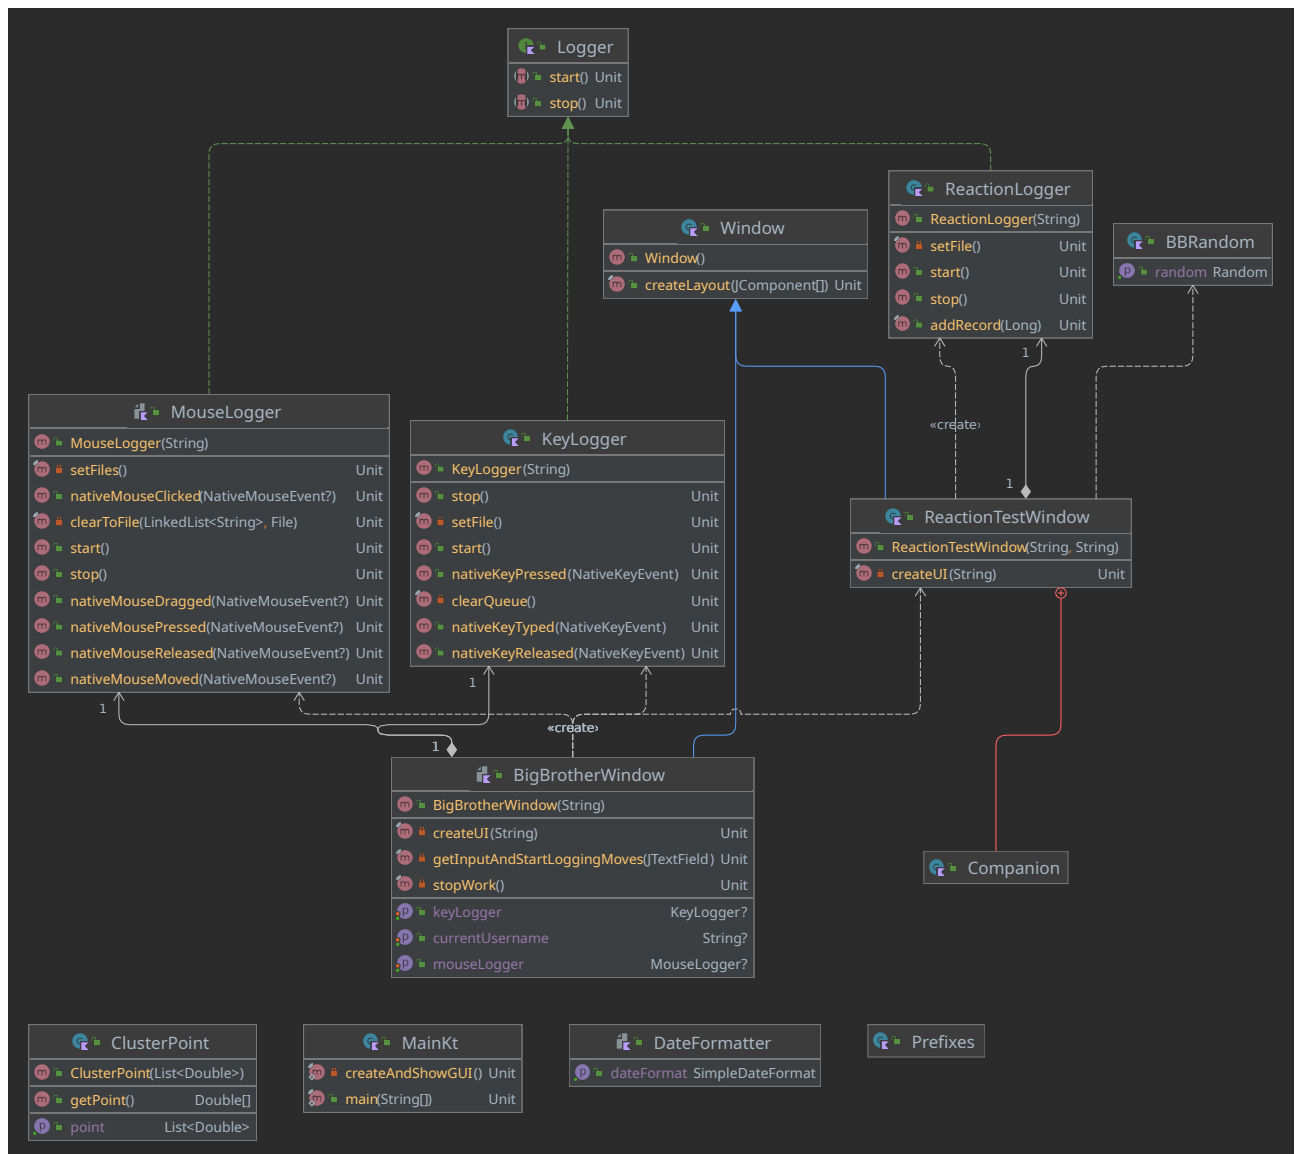 Logger
start() Unit
stop() Unit
ReactionLogger
ReactionLogger(String)
setFile() Unit
start() Unit
stop() Unit
addRecord(Long) Unit
Window
Window()
createLayout(JComponent[]) Unit
BBRandom
random Random
1
«create»
1
MouseLogger
MouseLogger(String)
setFiles() Unit
nativeMouseClicked(NativeMouseEvent?) Unit
clearToFile(LinkedList<String>, File) Unit
start() Unit
stop() Unit
nativeMouseDragged(NativeMouseEvent?) Unit
nativeMousePressed(NativeMouseEvent?) Unit
nativeMouseReleased(NativeMouseEvent?) Unit
nativeMouseMoved(NativeMouseEvent?) Unit
KeyLogger
KeyLogger(String)
stop() Unit
setFile() Unit
start() Unit
nativeKeyPressed(NativeKeyEvent) Unit
clearQueue() Unit
nativeKeyTyped(NativeKeyEvent) Unit
nativeKeyReleased(NativeKeyEvent) Unit
ReactionTestWindow
ReactionTestWindow(String, String)
createUI(String) Unit
1
1
«create»
1
BigBrotherWindow
BigBrotherWindow(String)
createUI(String) Unit
getInputAndStartLoggingMoves(JTextField) Unit
stopWork() Unit
keyLogger KeyLogger?
currentUsername String?
mouseLogger MouseLogger?
Companion
ClusterPoint
ClusterPoint(List<Double>)
getPoint() Double[]
point List<Double>
MainKt
createAndShowGUI() Unit
main(String[]) Unit
DateFormatter
dateFormat SimpleDateFormat
Prefixes